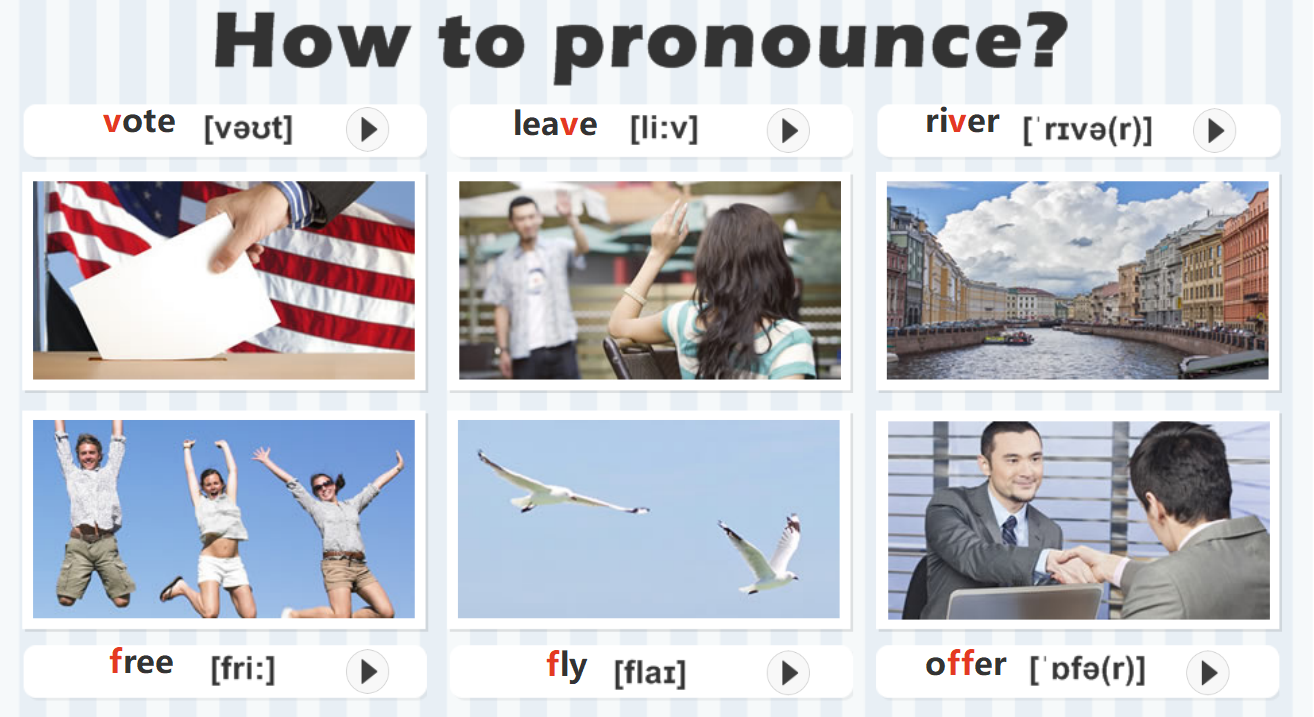 How to pronounce?
vote [vəʊt]
leave [liːv]
river [ˈrɪvə(r)]
free [friː]
fly [flaɪ]
offer [ˈɒfə(r)]